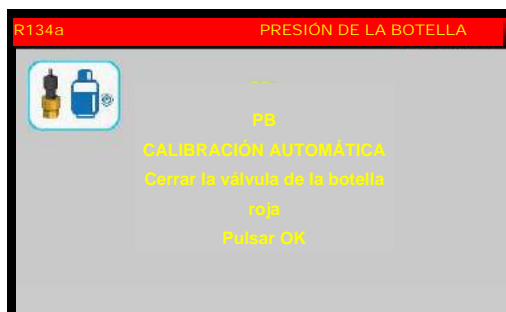 R134a PRESIÓN DE LA BOTELLA
PB
CALIBRACIÓN AUTOMÁTICA
Cerrar la válvula de la botella
roja
Pulsar OK